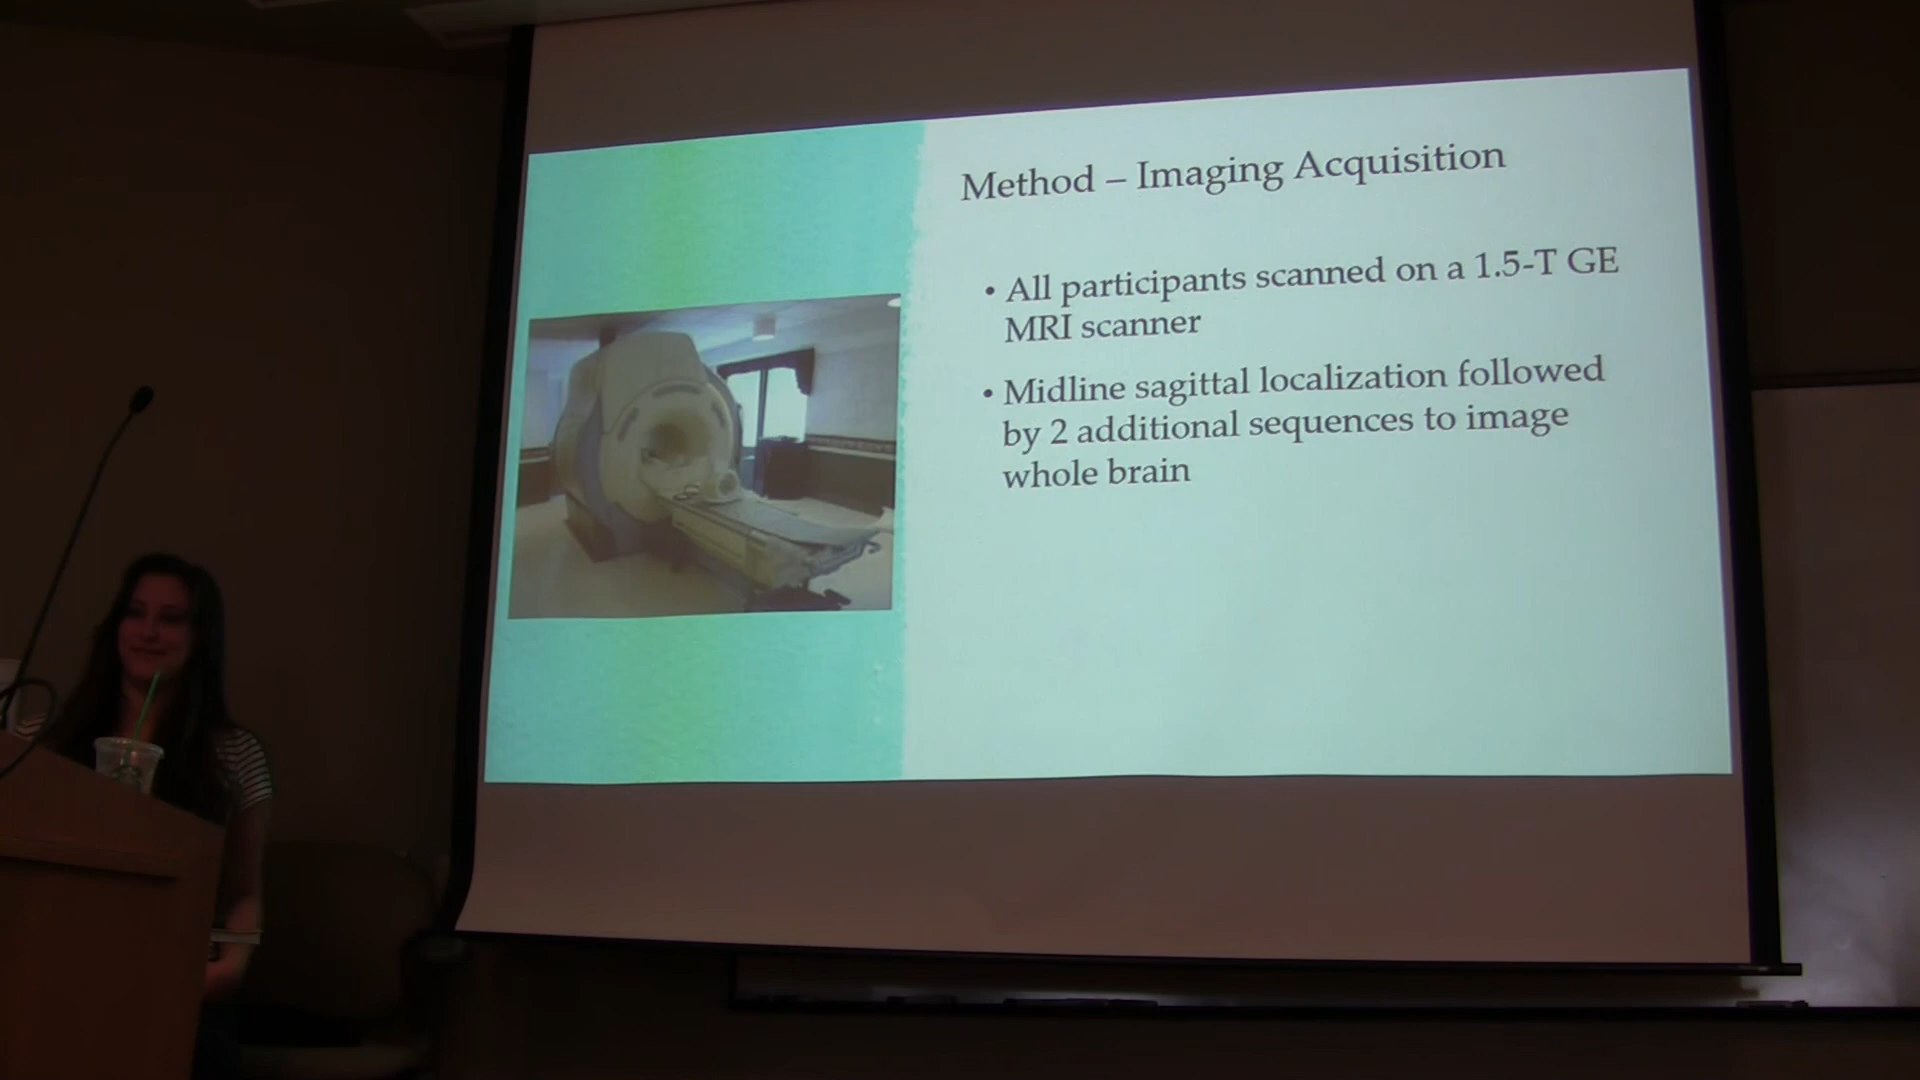 Method – Imaging Acquisition
• All participants scanned on a 1.5-T GE
MRI scanner
• Midline sagittal localization followed
by 2 additional sequences to image
whole brain